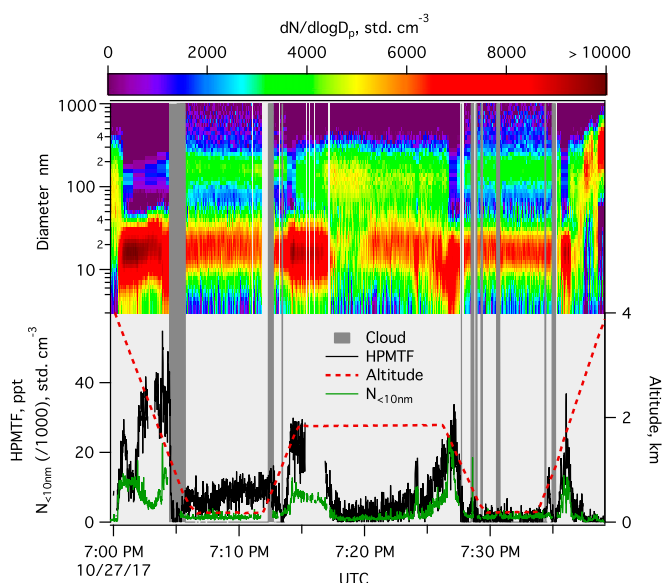 dN/dlogDp, std. cm-3
0 2000 4000 6000 8000 > 10000
1000
4
2
100
4
2
10
Diameter nm
4
2
0
Altitude, km
40
20
0
HPMTF, ppt
N<10nm (/1000), std. cm-3
Cloud
HPMTF
Altitude
N<10nm
7:00 PM 7:10 PM 7:20 PM 7:30 PM
10/27/17
UTC